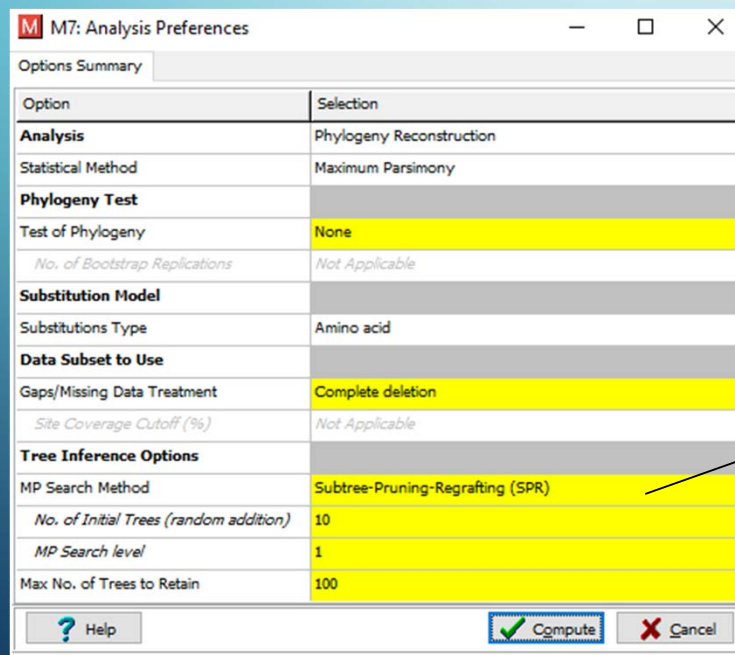 M M7: Analysis Preferences
Options Summary
Option Selection
Analysis Phylogeny Reconstruction
Statistical Method Maximum Parsimony
Phylogeny Test
Test of Phylogeny None
No. of Bootstrap Replications Not Applicable
Substitution Model
Substitutions Type Amino acid
Data Subset to Use
Gaps/Missing Data Treatment Complete deletion
Site Coverage Cutoff (%) Not Applicable
Tree Inference Options
MP Search Method Subtree-Pruning-Regrafting (SPR)
No. of Initial Trees (random addition) 10
MP Search level 1
Max No. of Trees to Retain 100
? Help Compute Cancel